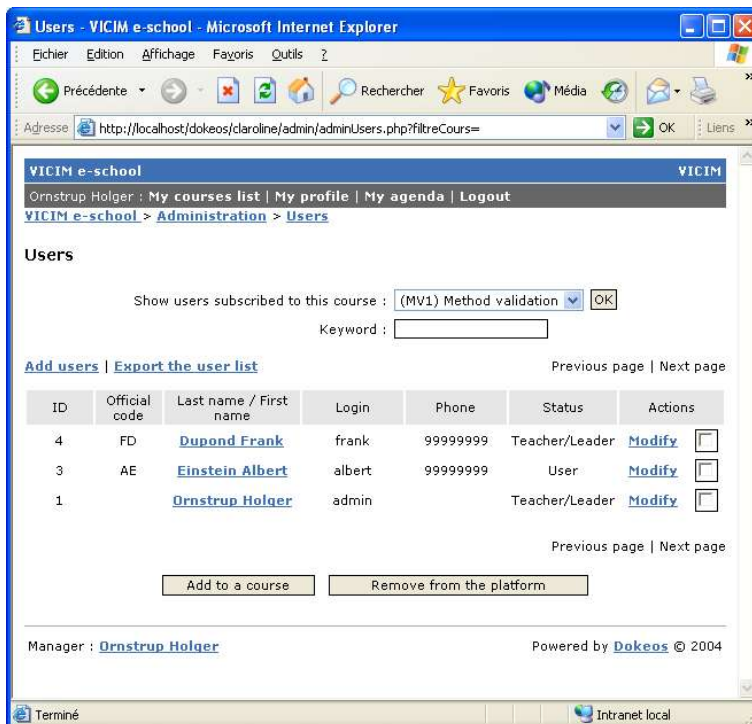 Users - VICIM e-school - Microsoft Internet Explorer
Fichier Edition Affichage Favoris Outils ?
Précédente Rechercher Favoris Média »
Adresse http://localhost/dokeos/claroline/admin/adminUsers.php?filtreCours= OK Liens »
VICIM e-school VICIM
Ornstrup Holger : My courses list | My profile | My agenda | Logout
VICIM e-school > Administration > Users
Users
Show users subscribed to this course : (MV1) Method validation OK
Keyword :
Add users | Export the user list Previous page | Next page
ID Official code Last name / First name Login Phone Status Actions
4 FD Dupond Frank frank 99999999 Teacher/Leader Modify
3 AE Einstein Albert albert 99999999 User Modify
1 Ornstrup Holger admin Teacher/Leader Modify
Previous page | Next page
Add to a course Remove from the platform
Manager : Ornstrup Holger Powered by Dokeos © 2004
Terminé Intranet local